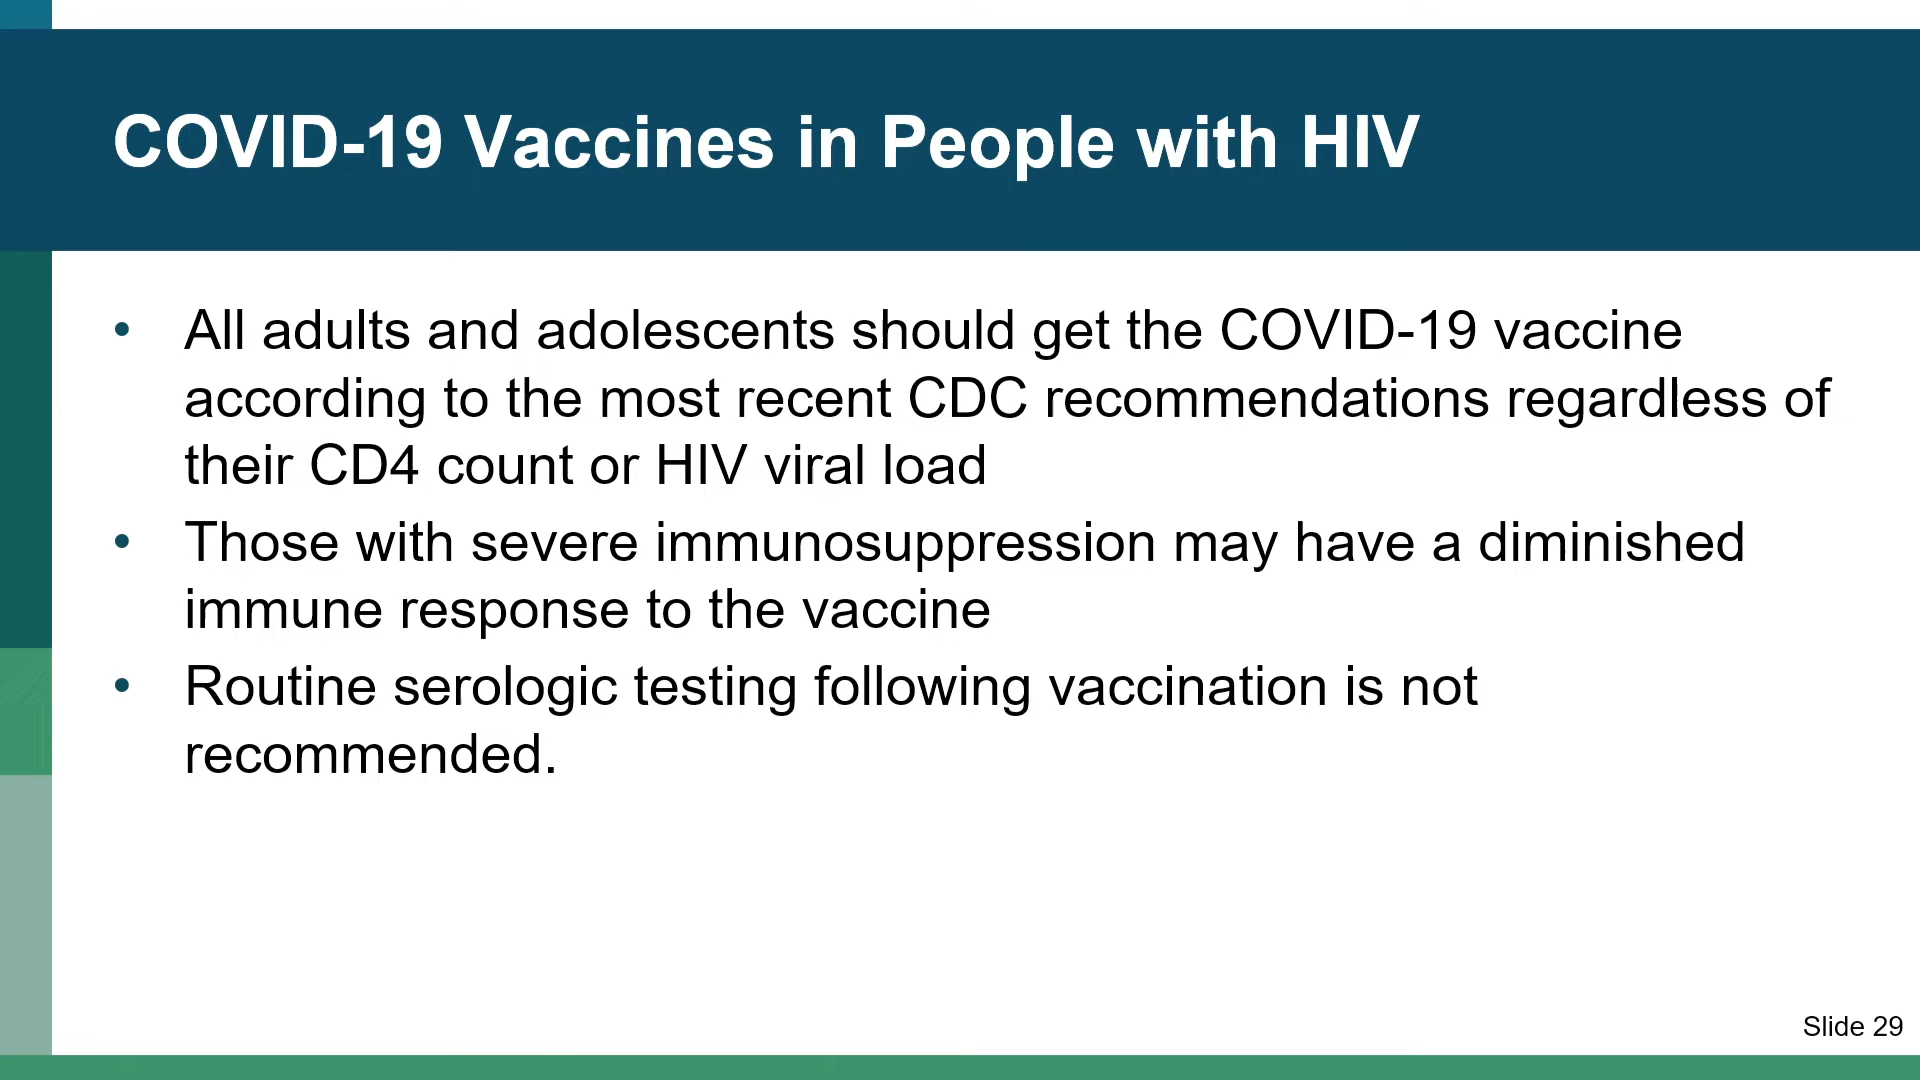 COVID-19 Vaccines in People with HIV
• All adults and adolescents should get the COVID-19 vaccine
according to the most recent CDC recommendations regardless of
their CD4 count or HIV viral load
• Those with severe immunosuppression may have a diminished
immune response to the vaccine
• Routine serologic testing following vaccination is not
recommended.
Slide 29